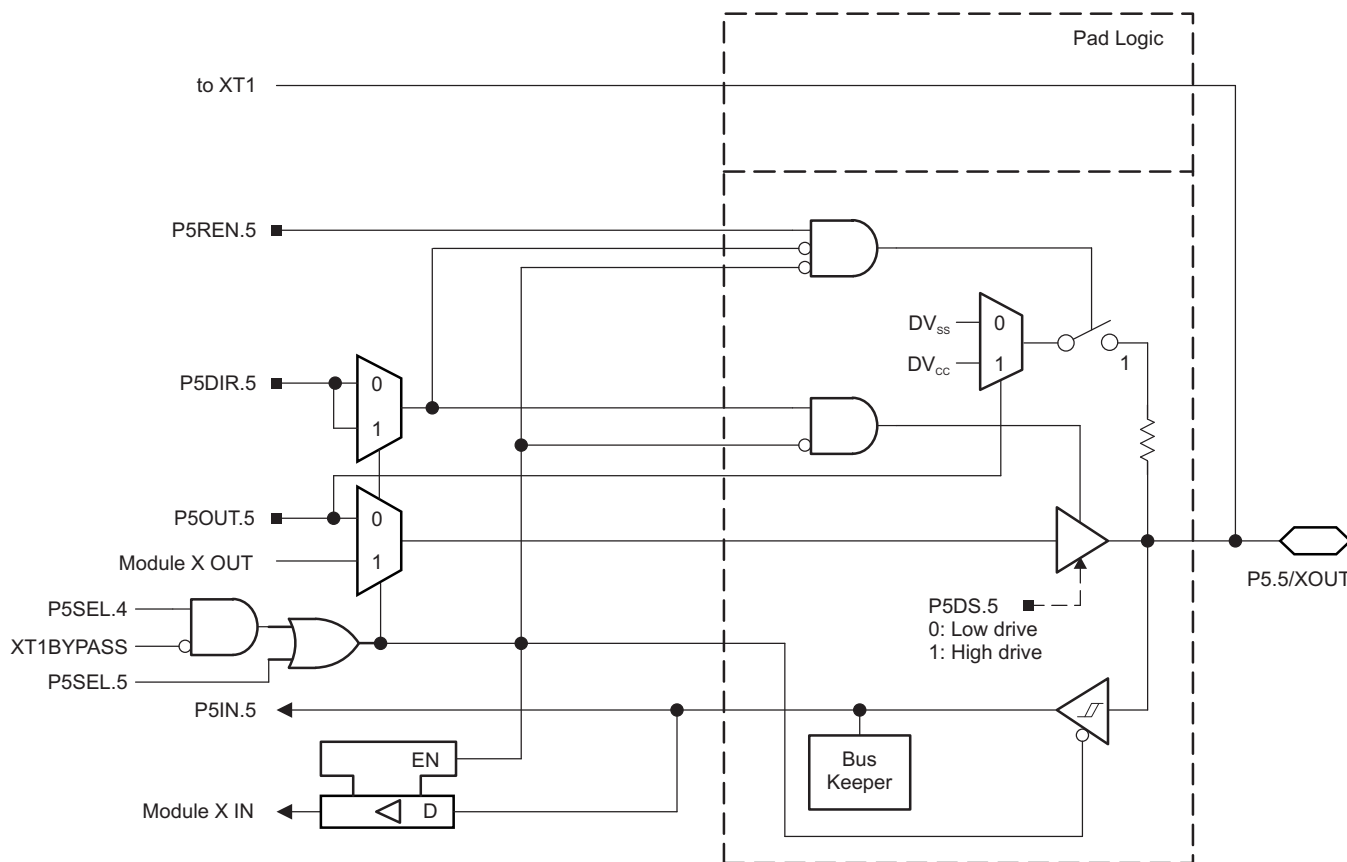 Pad Logic
to XT1
P5REN.5
DVSS
0
DVCC
1
1
P5DIR.5
0
1
P5OUT.5
0
Module X OUT
1
P5.5/XOUT
P5SEL.4
P5DS.5
XT1BYPASS
0: Low drive
1: High drive
P5SEL.5
P5IN.5
EN
Bus
Keeper
Module X IN
D